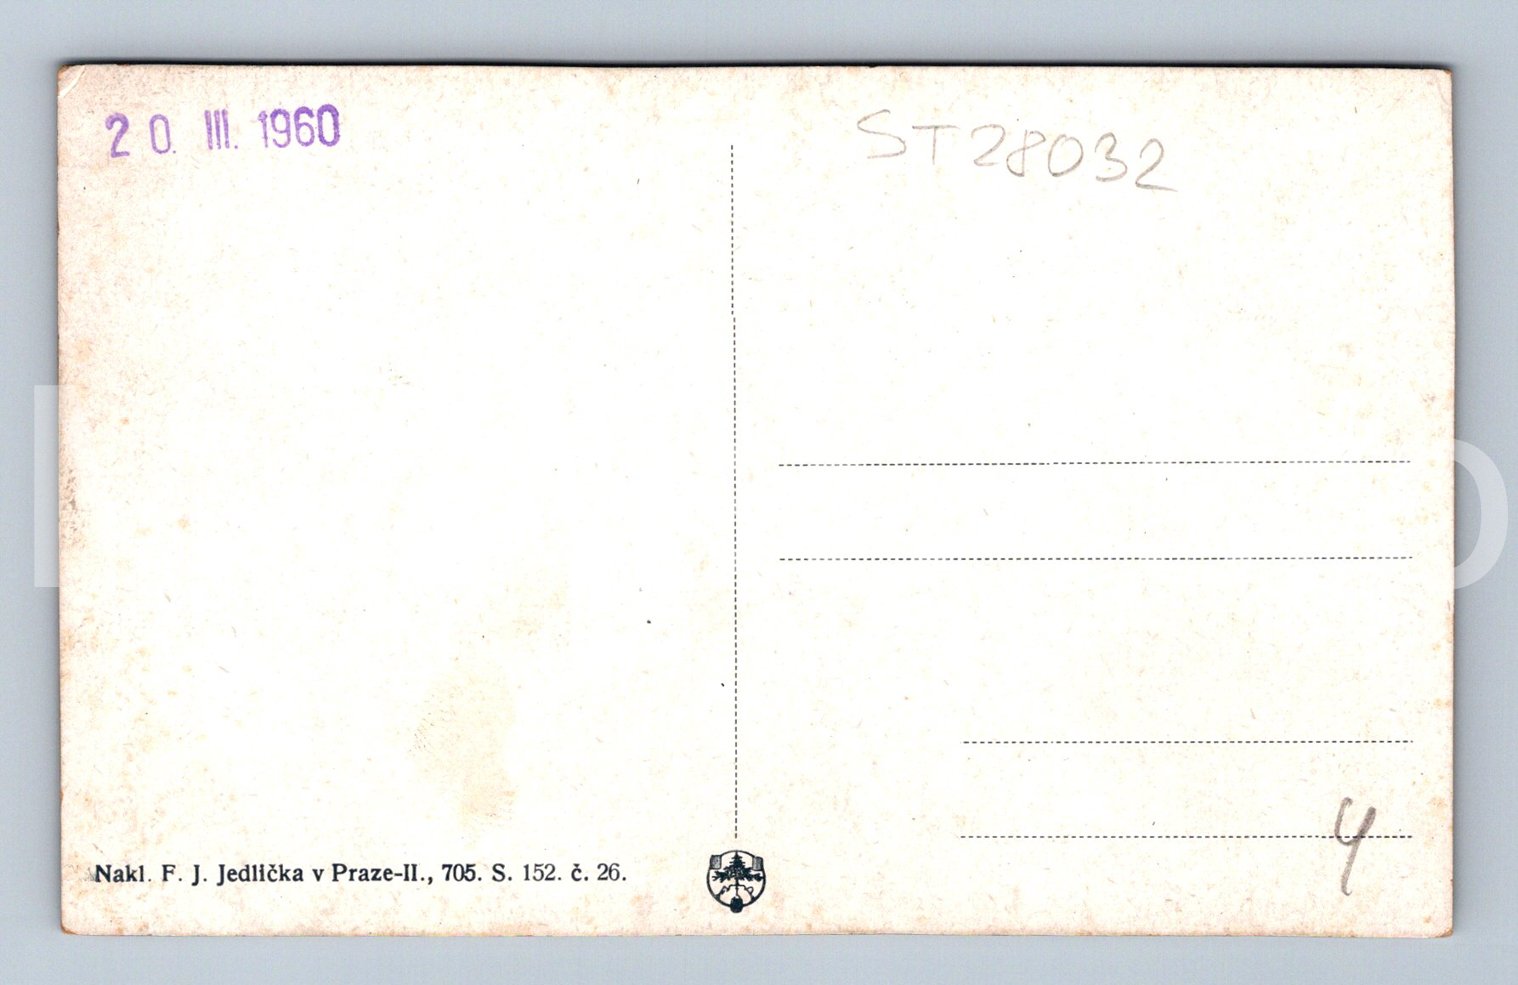 20. III. 1960
ST28032
4
Nakl. F. J. Jedlička v Praze-II., 705. S. 152. č. 26.